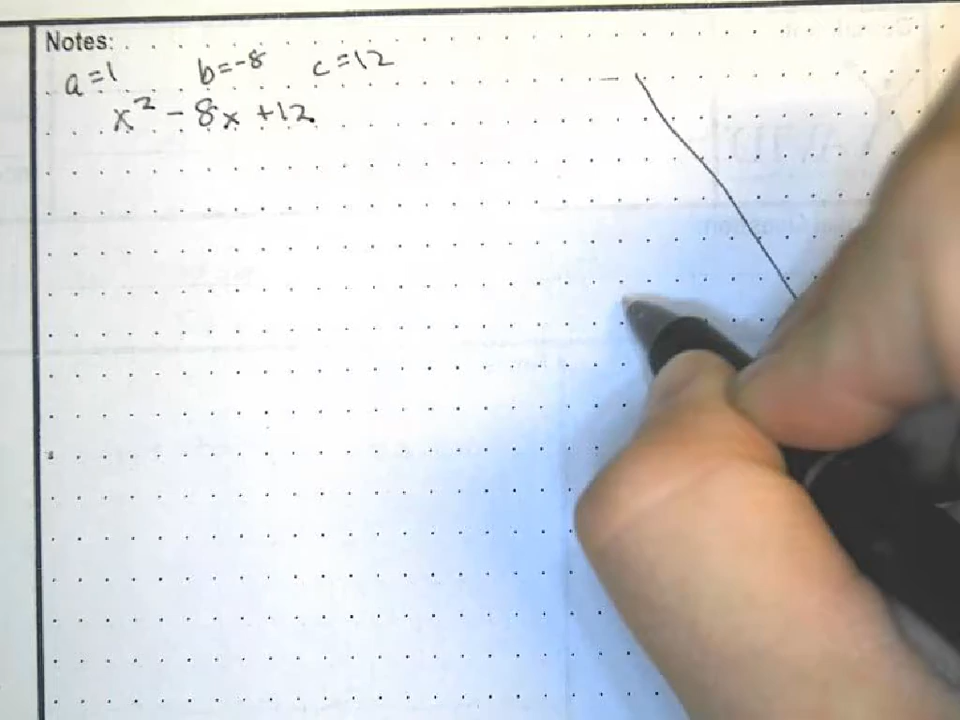 Notes:
a=1 b=-8 c=12
x² - 8x +12